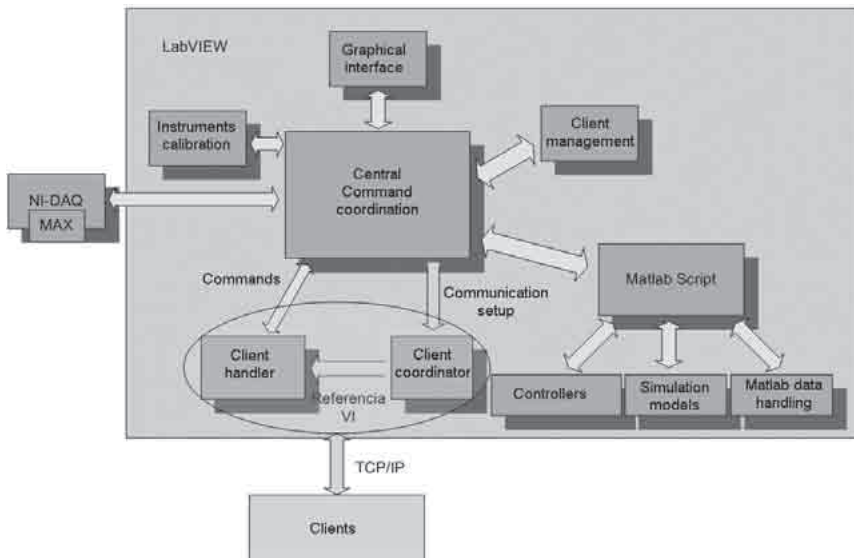 LabVIEW
Graphical
interface
Instruments
calibration
Client
management
Central
Command
coordination
NI-DAQ
MAX
Commands
Communication
setup
Matlab Script
Client
handler
Client
coordinator
Referencia
VI
Controllers
Simulation
models
Matlab data
handling
TCP/IP
Clients